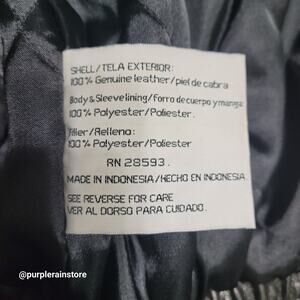 SHELL/TELA EXTERIOR:
100% Genuine leather/piel de cabra
Body & Sleeve lining/forro de cuerpo y manga
100% Polyester/Poliester.
Filler/Rellena:
100% Polyester/Poliester
RN 28593.
MADE IN INDONESIA/HECHO EN INDONESIA
SEE REVERSE FOR CARE
VER AL DORSO PARA CUIDADO.
@purplerainstore